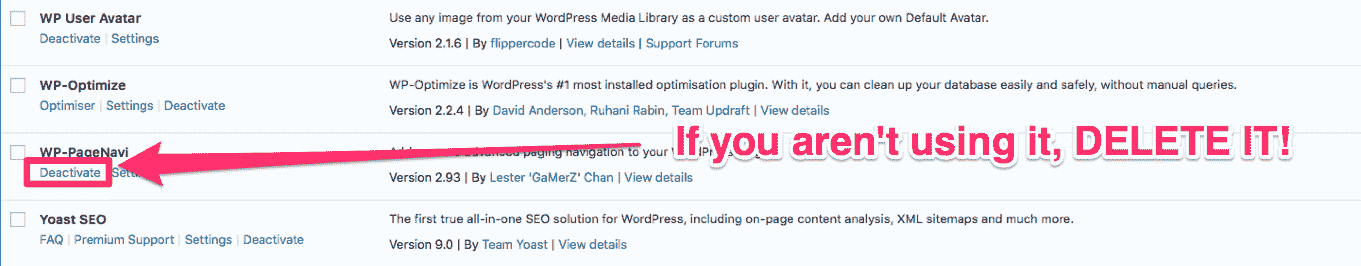 WP User Avatar
Use any image from your WordPress Media Library as a custom user avatar. Add your own Default Avatar.
Deactivate | Settings
Version 2.1.6 | By flippercode | View details | Support Forums
WP-Optimize
WP-Optimize is WordPress's #1 most installed optimisation plugin. With it, you can clean up your database easily and safely, without manual queries.
Optimiser | Settings | Deactivate
Version 2.2.4 | By David Anderson, Ruhani Rabin, Team Updraft | View details
If you aren't using it, DELETE IT!
WP-PageNavi
paging navigation to your
Deactivate
Version 2.93 | By Lester 'GaMerZ' Chan | View details
Yoast SEO
The first true all-in-one SEO solution for WordPress, including on-page content analysis, XML sitemaps and much more.
FAQ | Premium Support | Settings | Deactivate
Version 9.0 | By Team Yoast | View details